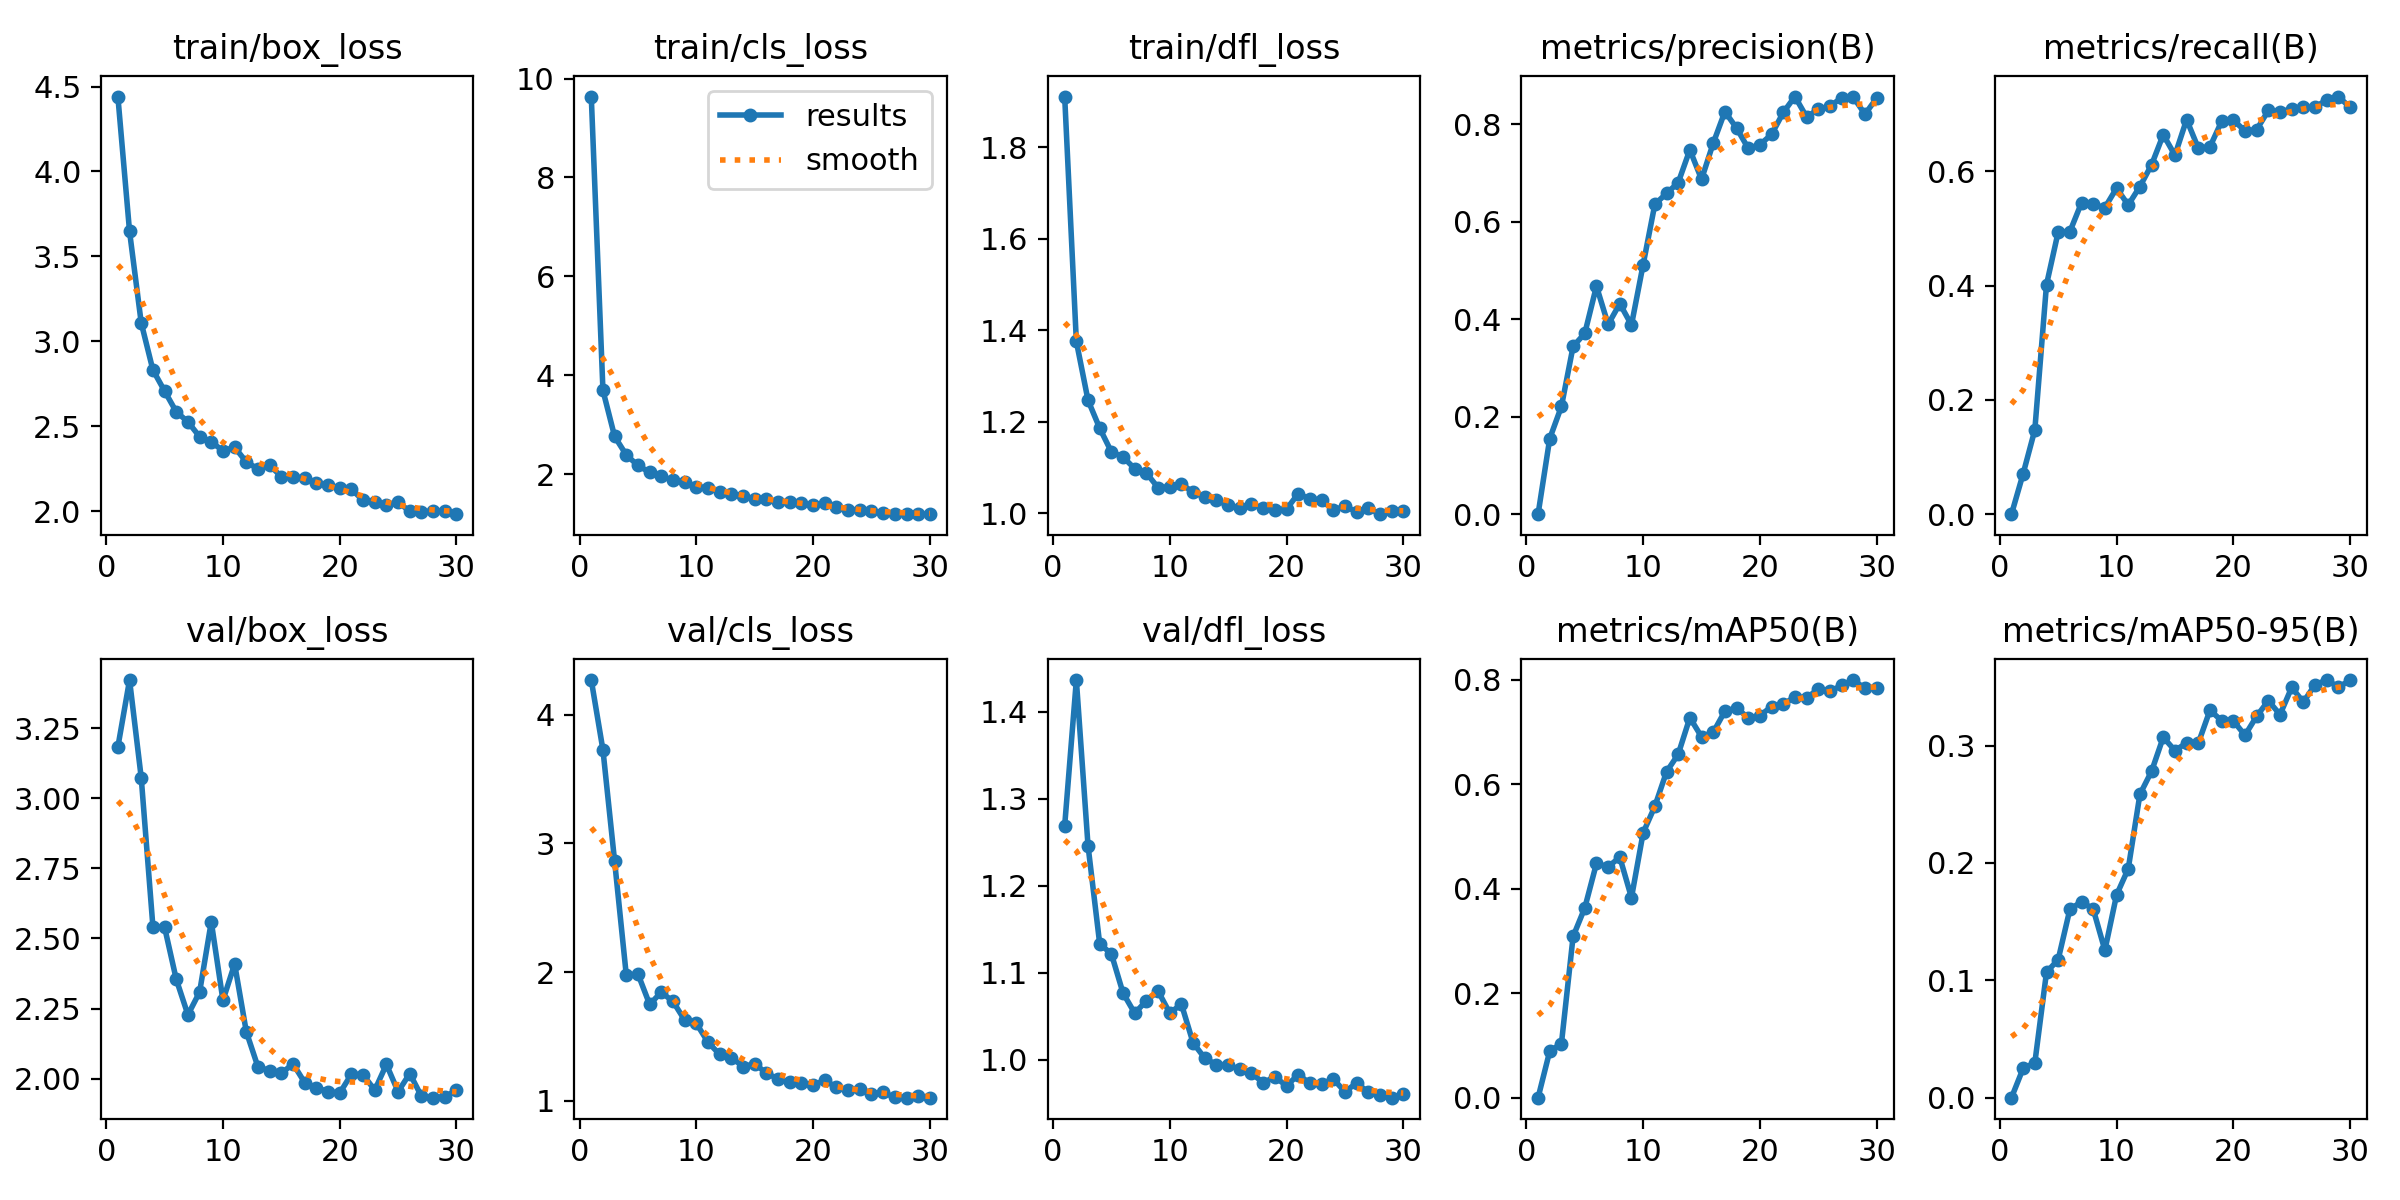 train/box_loss
4.5
4.0
3.5
3.0
2.5
2.0
0 10 20 30
train/cls_loss
results
smooth
10
8
6
4
2
0 10 20 30
train/dfl_loss
1.8
1.6
1.4
1.2
1.0
0 10 20 30
metrics/precision(B)
0.8
0.6
0.4
0.2
0.0
0 10 20 30
metrics/recall(B)
0.6
0.4
0.2
0.0
0 10 20 30
val/box_loss
3.25
3.00
2.75
2.50
2.25
2.00
0 10 20 30
val/cls_loss
4
3
2
1
0 10 20 30
val/dfl_loss
1.4
1.3
1.2
1.1
1.0
0 10 20 30
metrics/mAP50(B)
0.8
0.6
0.4
0.2
0.0
0 10 20 30
metrics/mAP50-95(B)
0.3
0.2
0.1
0.0
0 10 20 30